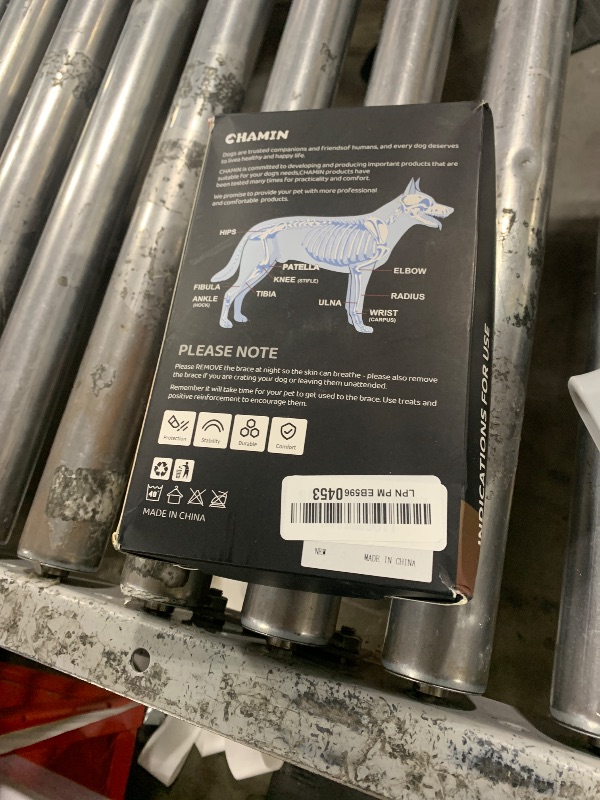 CHAMIN
Dogs are trusted companions and Friendsof humans, and every dog deserves
to lives healthy and happy life.
CHAMIN is committed to developing and producing important products that are
suitable for your dog's needs,CHAMIN products have
been tested many times for practicality and comfort.
We promise to provide your pet with more professional
and comfortable products.
HIPS
PATELLA
KNEE (STIFLE)
FIBULA
ANKLE
(HOCK)
TIBIA
ELBOW
RADIUS
ULNA
WRIST
(CARPUS)
PLEASE NOTE
Please REMOVE the brace at night so the skin can breathe - please also remove
the brace if you are crating your dog or leaving them unattended.
Remember it will take time for your pet to get used to the brace. Use treats and
positive reinforcement to encourage them.
Protection
Stability
Durable
Comfort
40°
MADE IN CHINA
LPN PM EB5960453
NEW
MADE IN CHINA
INDICATIONS FOR USE